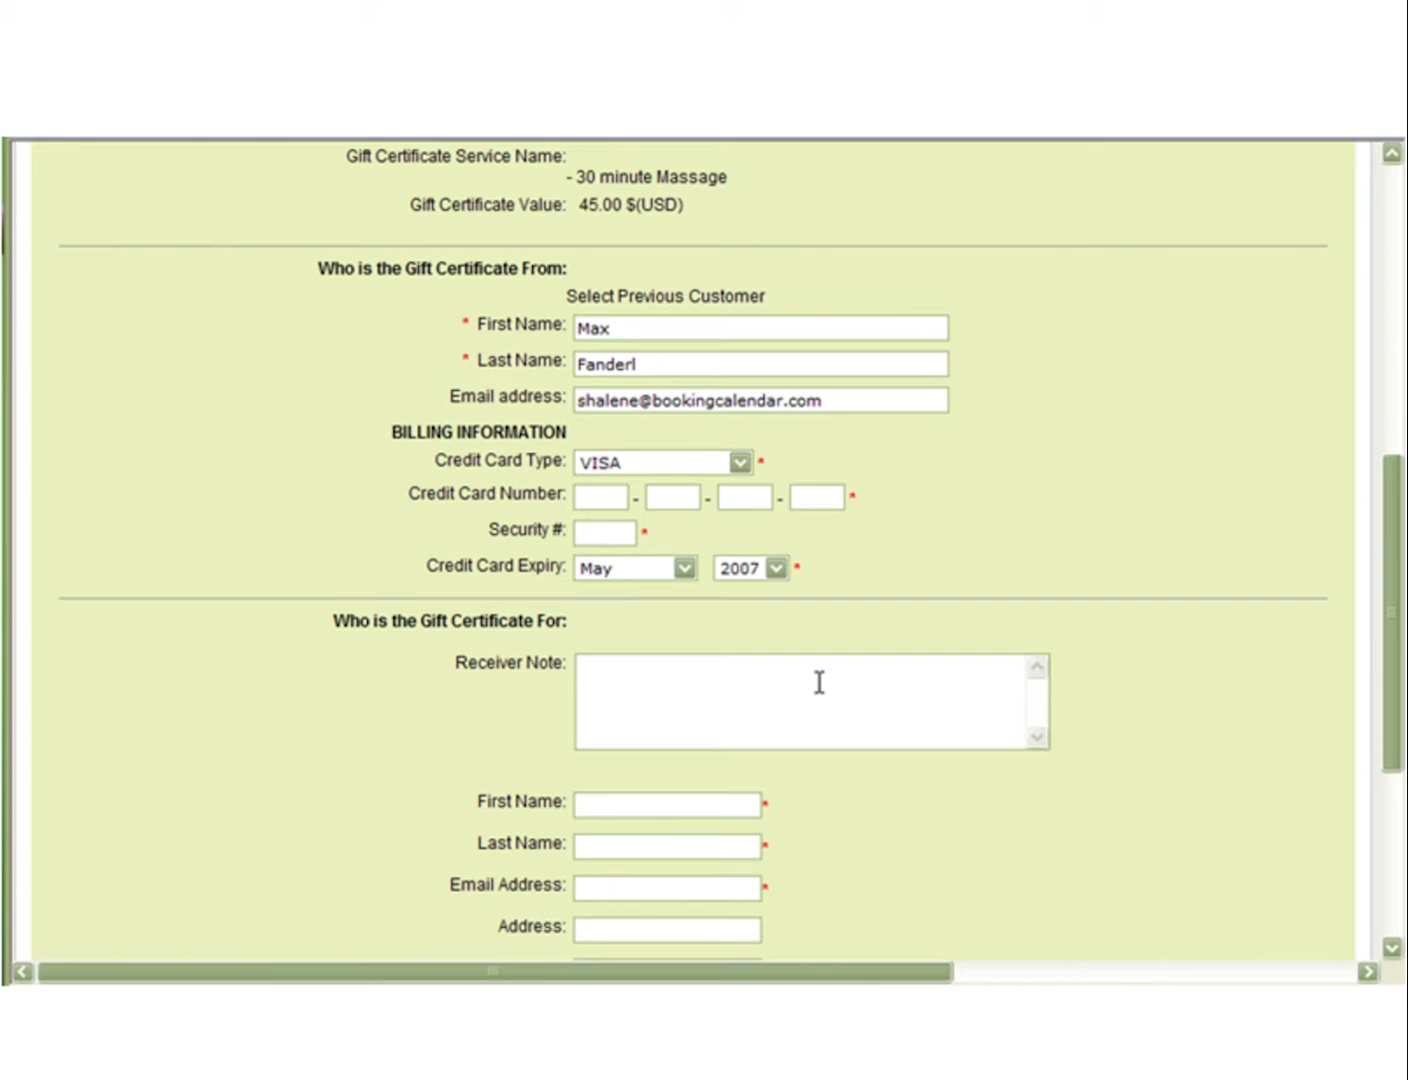 Gift Certificate Service Name:
- 30 minute Massage
Gift Certificate Value: 45.00 $(USD)
Who is the Gift Certificate From:
Select Previous Customer
* First Name: Max
* Last Name: Fanderl
Email address: shalene@bookingcalendar.com
BILLING INFORMATION
Credit Card Type: VISA *
Credit Card Number: - - - *
Security #: *
Credit Card Expiry: May 2007 *
Who is the Gift Certificate For:
Receiver Note:
First Name: *
Last Name: *
Email Address: *
Address: